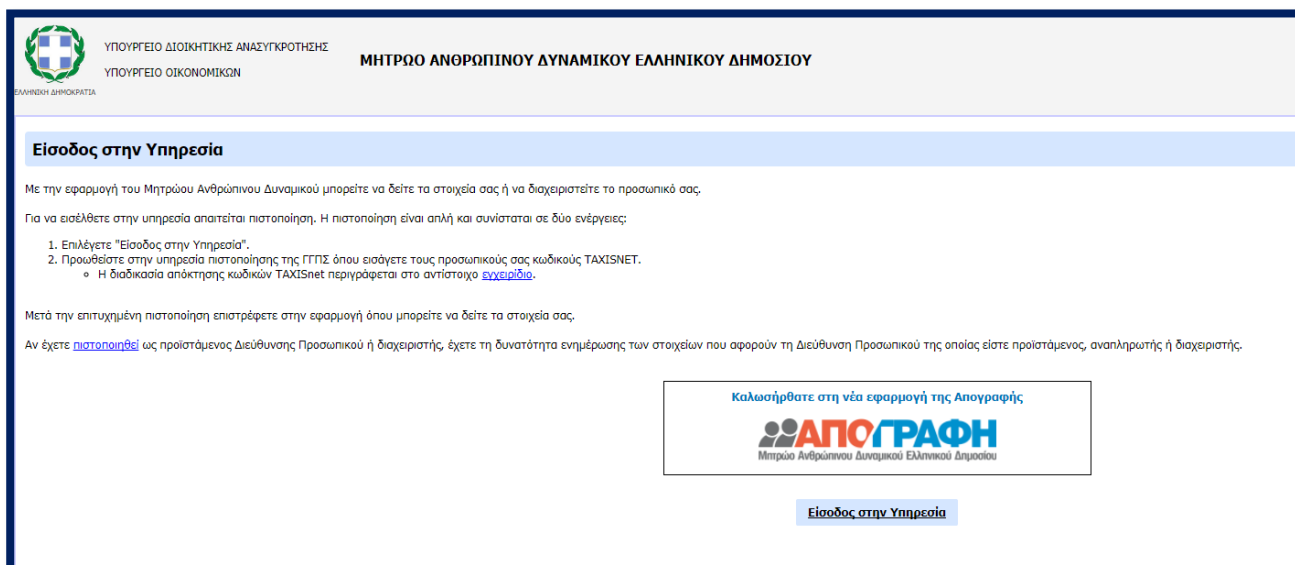 ΥΠΟΥΡΓΕΙΟ ΔΙΟΙΚΗΤΙΚΗΣ ΑΝΑΣΥΓΚΡΟΤΗΣΗΣ
ΥΠΟΥΡΓΕΙΟ ΟΙΚΟΝΟΜΙΚΩΝ
ΕΛΛΗΝΙΚΗ ΔΗΜΟΚΡΑΤΙΑ
ΜΗΤΡΩΟ ΑΝΘΡΩΠΙΝΟΥ ΔΥΝΑΜΙΚΟΥ ΕΛΛΗΝΙΚΟΥ ΔΗΜΟΣΙΟΥ
Είσοδος στην Υπηρεσία
Με την εφαρμογή του Μητρώου Ανθρώπινου Δυναμικού μπορείτε να δείτε τα στοιχεία σας ή να διαχειριστείτε το προσωπικό σας.
Για να εισέλθετε στην υπηρεσία απαιτείται πιστοποίηση. Η πιστοποίηση είναι απλή και συνίσταται σε δύο ενέργειες:
1. Επιλέγετε "Είσοδος στην Υπηρεσία".
2. Προωθείστε στην υπηρεσία πιστοποίησης της ΓΓΠΣ όπου εισάγετε τους προσωπικούς σας κωδικούς TAXISNET.
Η διαδικασία απόκτησης κωδικών TAXISnet περιγράφεται στο αντίστοιχο εγχειρίδιο.
Μετά την επιτυχημένη πιστοποίηση επιστρέφετε στην εφαρμογή όπου μπορείτε να δείτε τα στοιχεία σας.
Αν έχετε πιστοποιηθεί ως προϊστάμενος Διεύθυνσης Προσωπικού ή διαχειριστής, έχετε τη δυνατότητα ενημέρωσης των στοιχείων που αφορούν τη Διεύθυνση Προσωπικού της οποίας είστε προϊστάμενος, αναπληρωτής ή διαχειριστής.
Καλωσήρθατε στη νέα εφαρμογή της Απογραφής
ΑΠΟΓΡΑΦΗ
Μητρώο Ανθρώπινου Δυναμικού Ελληνικού Δημοσίου
Είσοδος στην Υπηρεσία